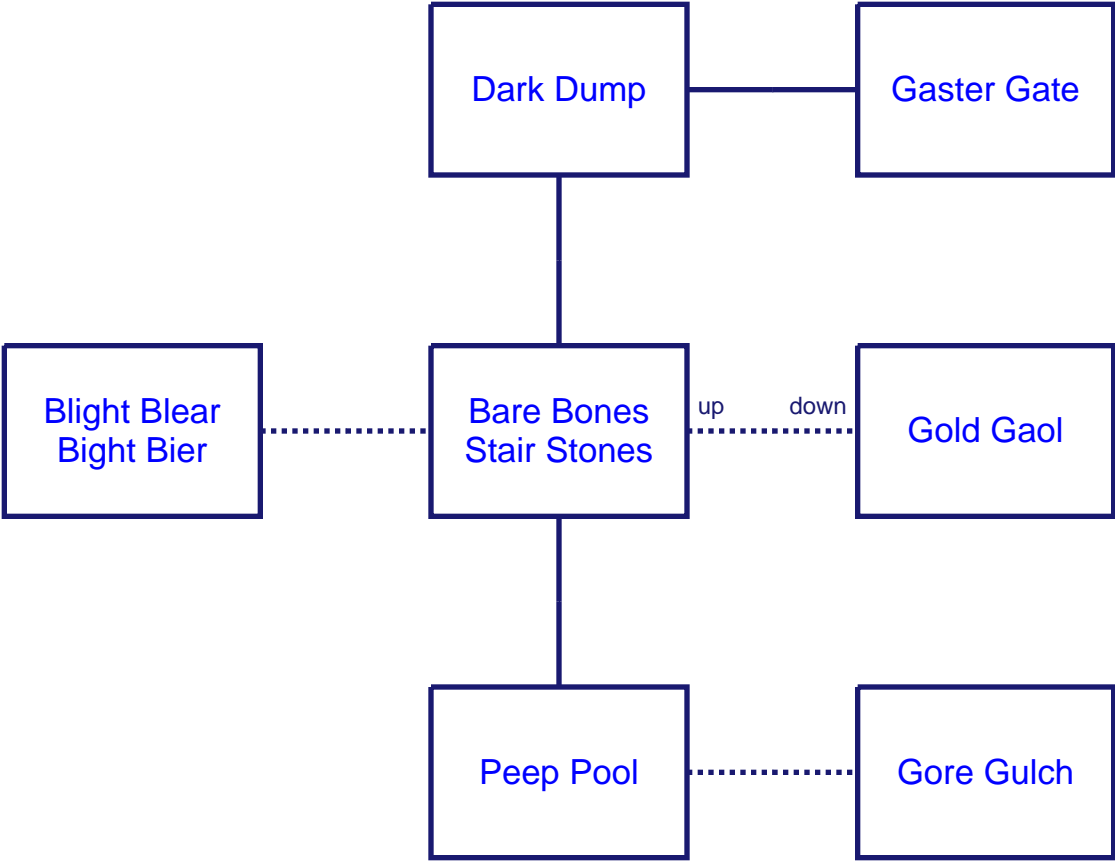 Dark Dump
Gaster Gate
Blight Blear
Bight Bier
Bare Bones
Stair Stones
up
down
Gold Gaol
Peep Pool
Gore Gulch